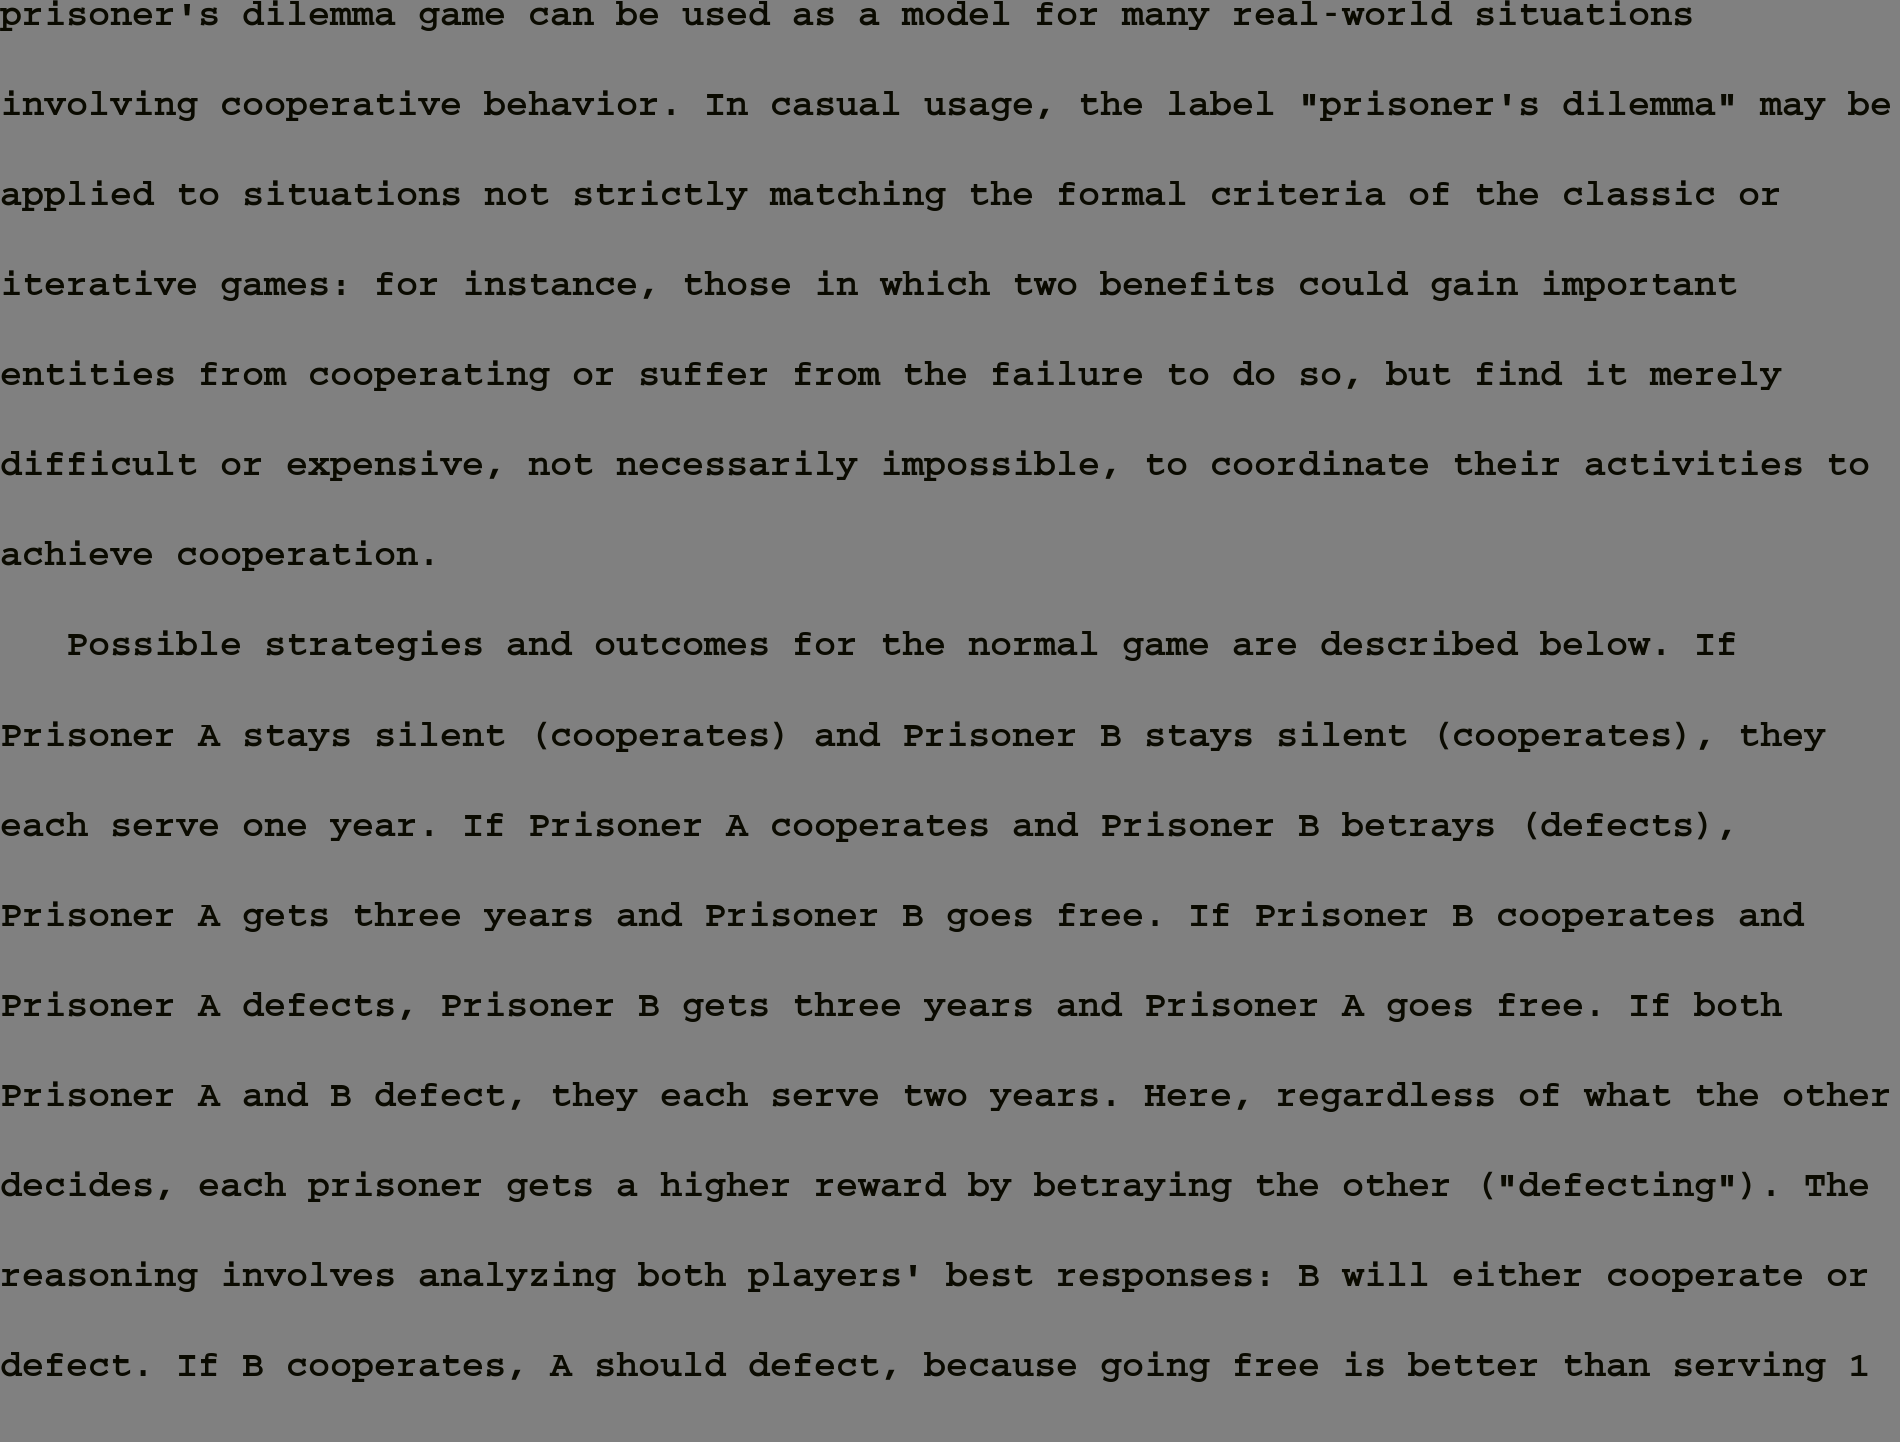 prisoner's dilemma game can be used as a model for many real-world situations
involving cooperative behavior. In casual usage, the label "prisoner's dilemma" may be
applied to situations not strictly matching the formal criteria of the classic or
iterative games: for instance, those in which two benefits could gain important
entities from cooperating or suffer from the failure to do so, but find it merely
difficult or expensive, not necessarily impossible, to coordinate their activities to
achieve cooperation.
Possible strategies and outcomes for the normal game are described below. If
Prisoner A stays silent (cooperates) and Prisoner B stays silent (cooperates), they
each serve one year. If Prisoner A cooperates and Prisoner B betrays (defects),
Prisoner A gets three years and Prisoner B goes free. If Prisoner B cooperates and
Prisoner A defects, Prisoner B gets three years and Prisoner A goes free. If both
Prisoner A and B defect, they each serve two years. Here, regardless of what the other
decides, each prisoner gets a higher reward by betraying the other ("defecting"). The
reasoning involves analyzing both players' best responses: B will either cooperate or
defect. If B cooperates, A should defect, because going free is better than serving 1